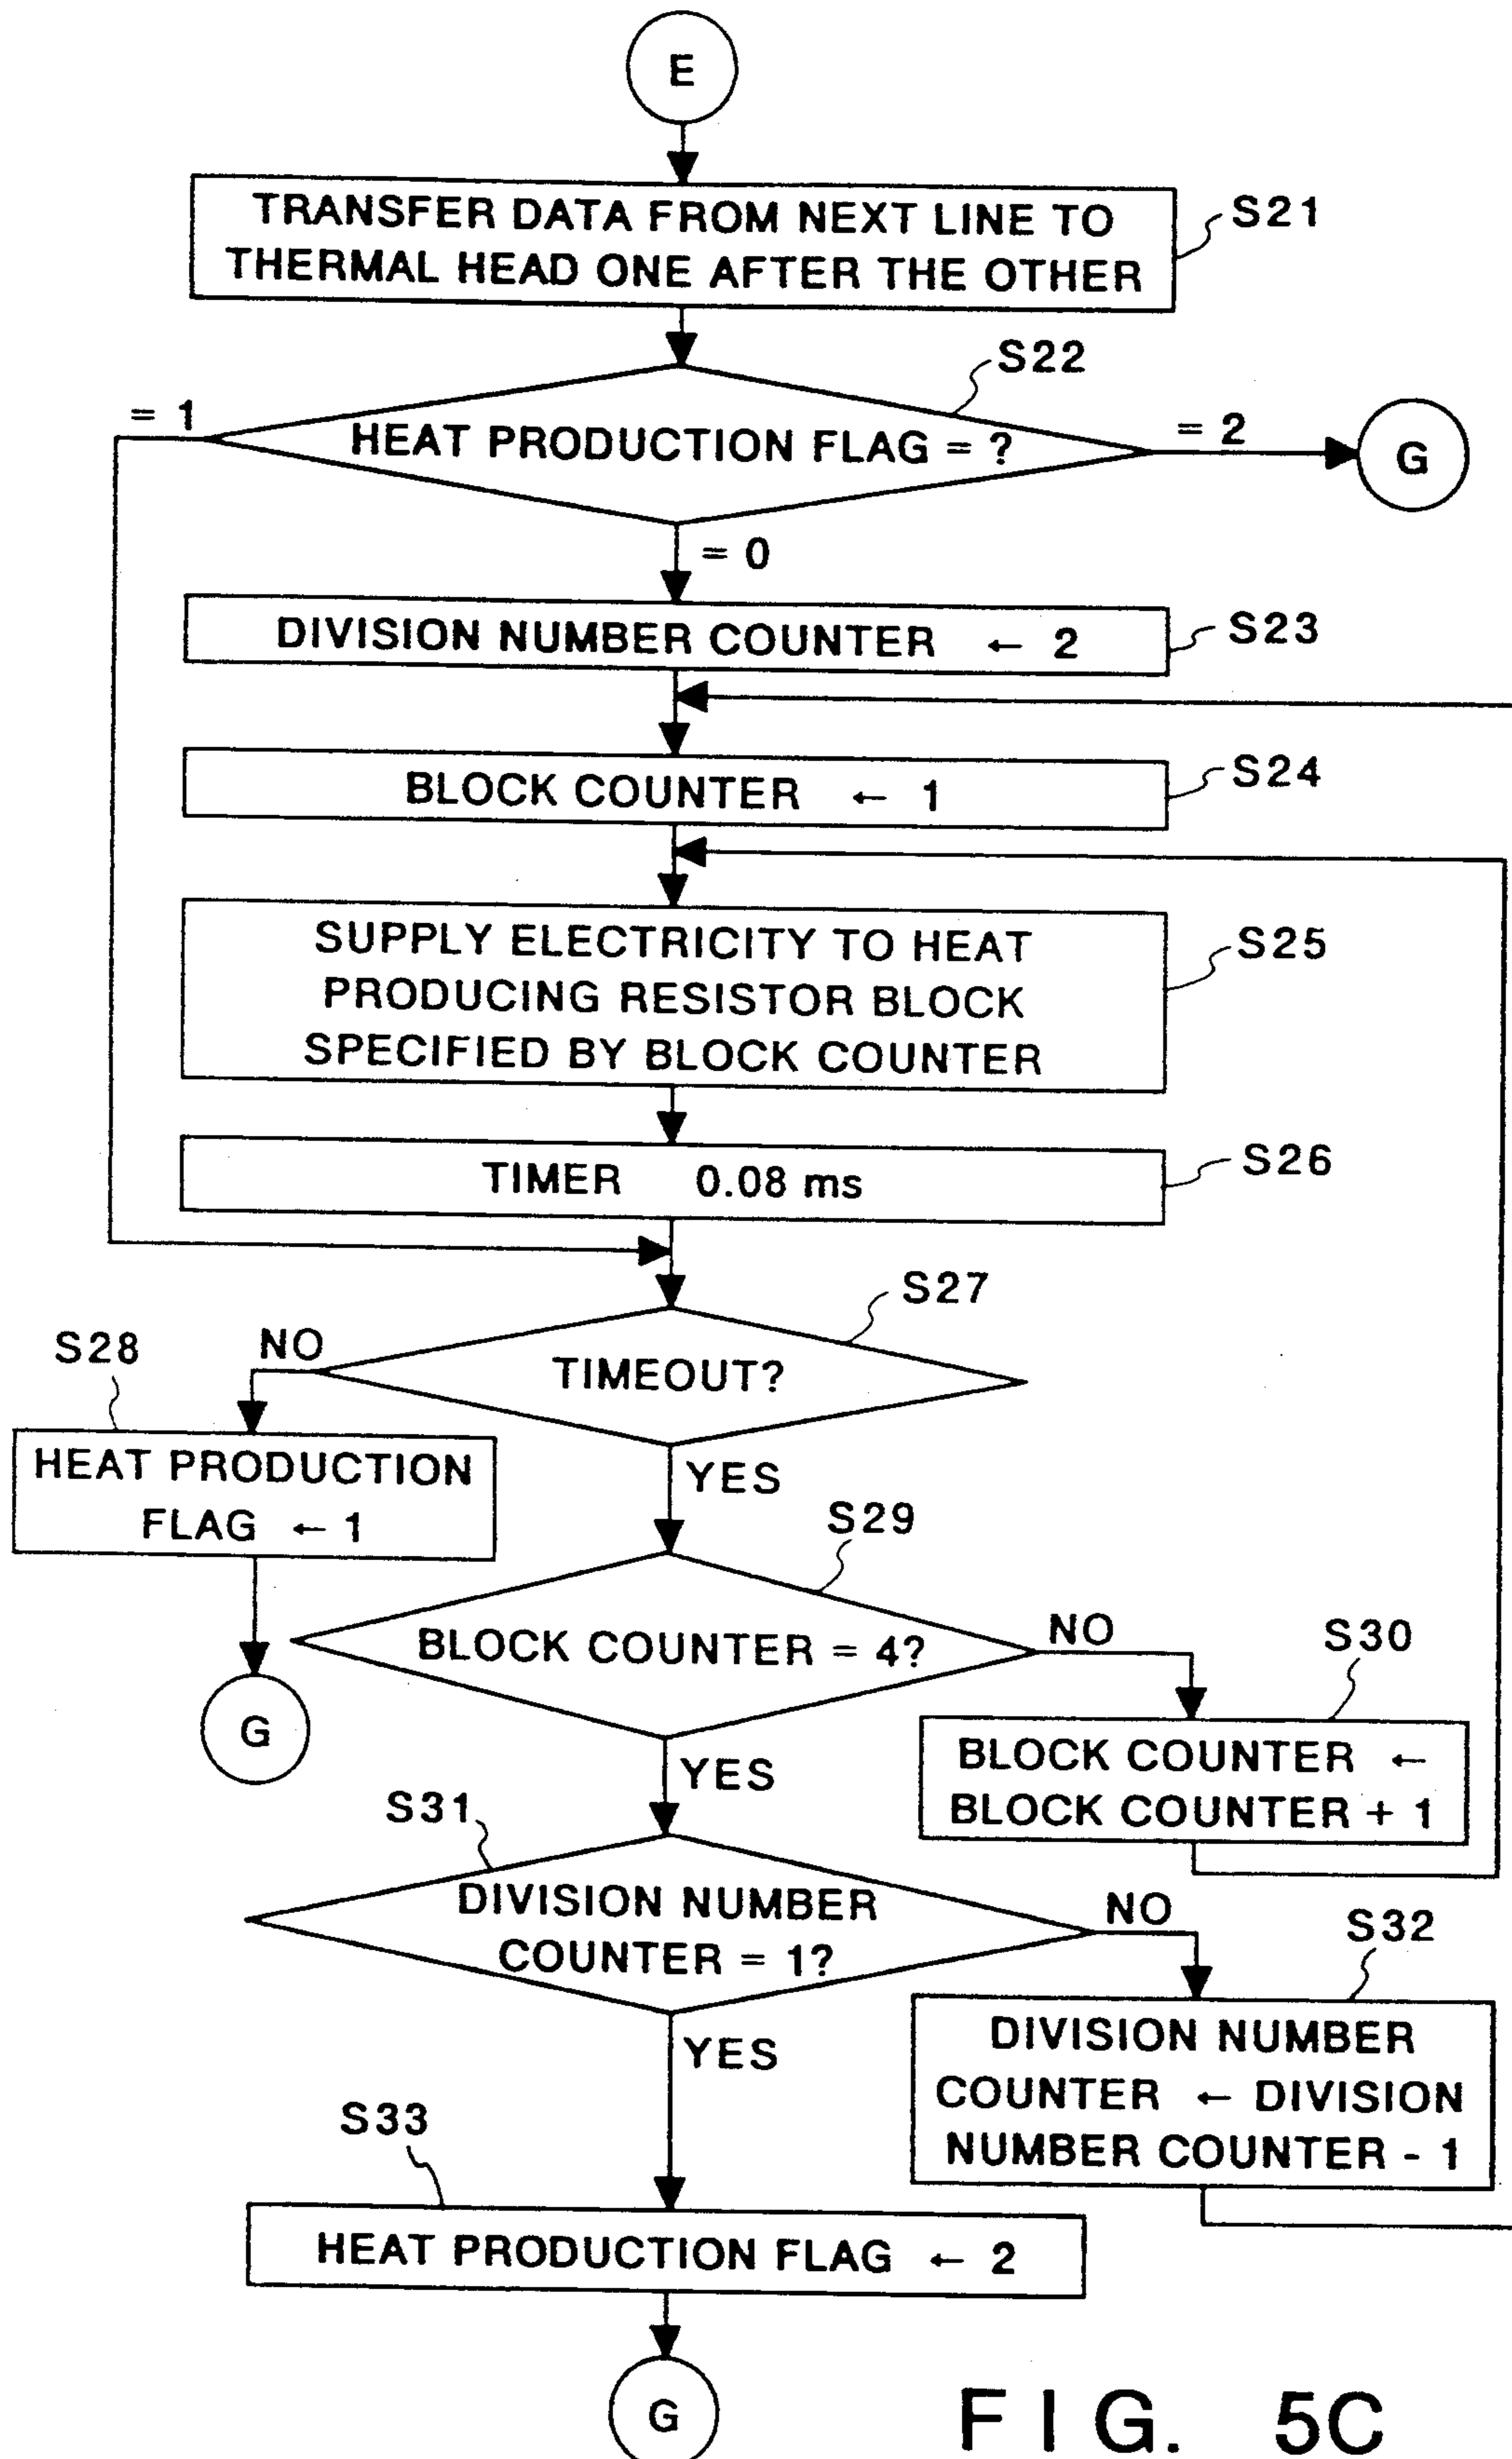 E
TRANSFER DATA FROM NEXT LINE TO
THERMAL HEAD ONE AFTER THE OTHER
S21
S22
= 1
HEAT PRODUCTION FLAG = ?
= 2
G
= 0
DIVISION NUMBER COUNTER ← 2
S23
BLOCK COUNTER ← 1
S24
SUPPLY ELECTRICITY TO HEAT
PRODUCING RESISTOR BLOCK
SPECIFIED BY BLOCK COUNTER
S25
TIMER 0.08 ms
S26
S27
S28
NO
TIMEOUT?
HEAT PRODUCTION
FLAG ← 1
YES
S29
BLOCK COUNTER = 4?
NO
S30
G
BLOCK COUNTER ←
BLOCK COUNTER + 1
YES
S31
DIVISION NUMBER
COUNTER = 1?
NO
S32
DIVISION NUMBER
COUNTER ← DIVISION
NUMBER COUNTER - 1
YES
S33
HEAT PRODUCTION FLAG ← 2
G
FIG. 5C